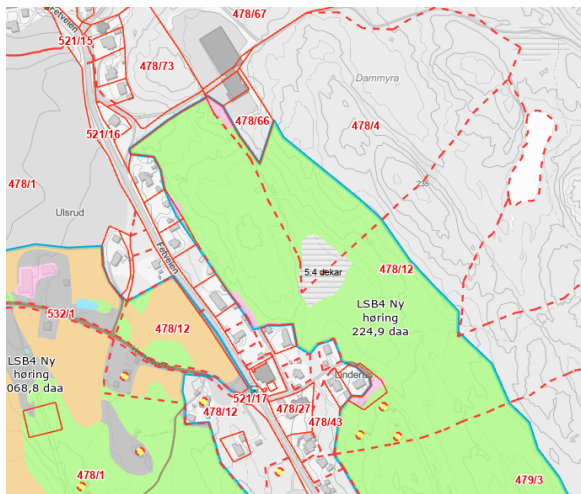 Fetveien
478/67
521/15
478/73
Dammyra
521/16
478/66
478/4
478/1
236
Ulsrud
Fetveien
5.4 dekar
478/12
LSB4 Ny
høring
224,9 daa
532/1
478/12
LSB4 Ny
høring
068,8 daa
Linderud
521/17
478/12
478/27
478/43
478/1
479/3